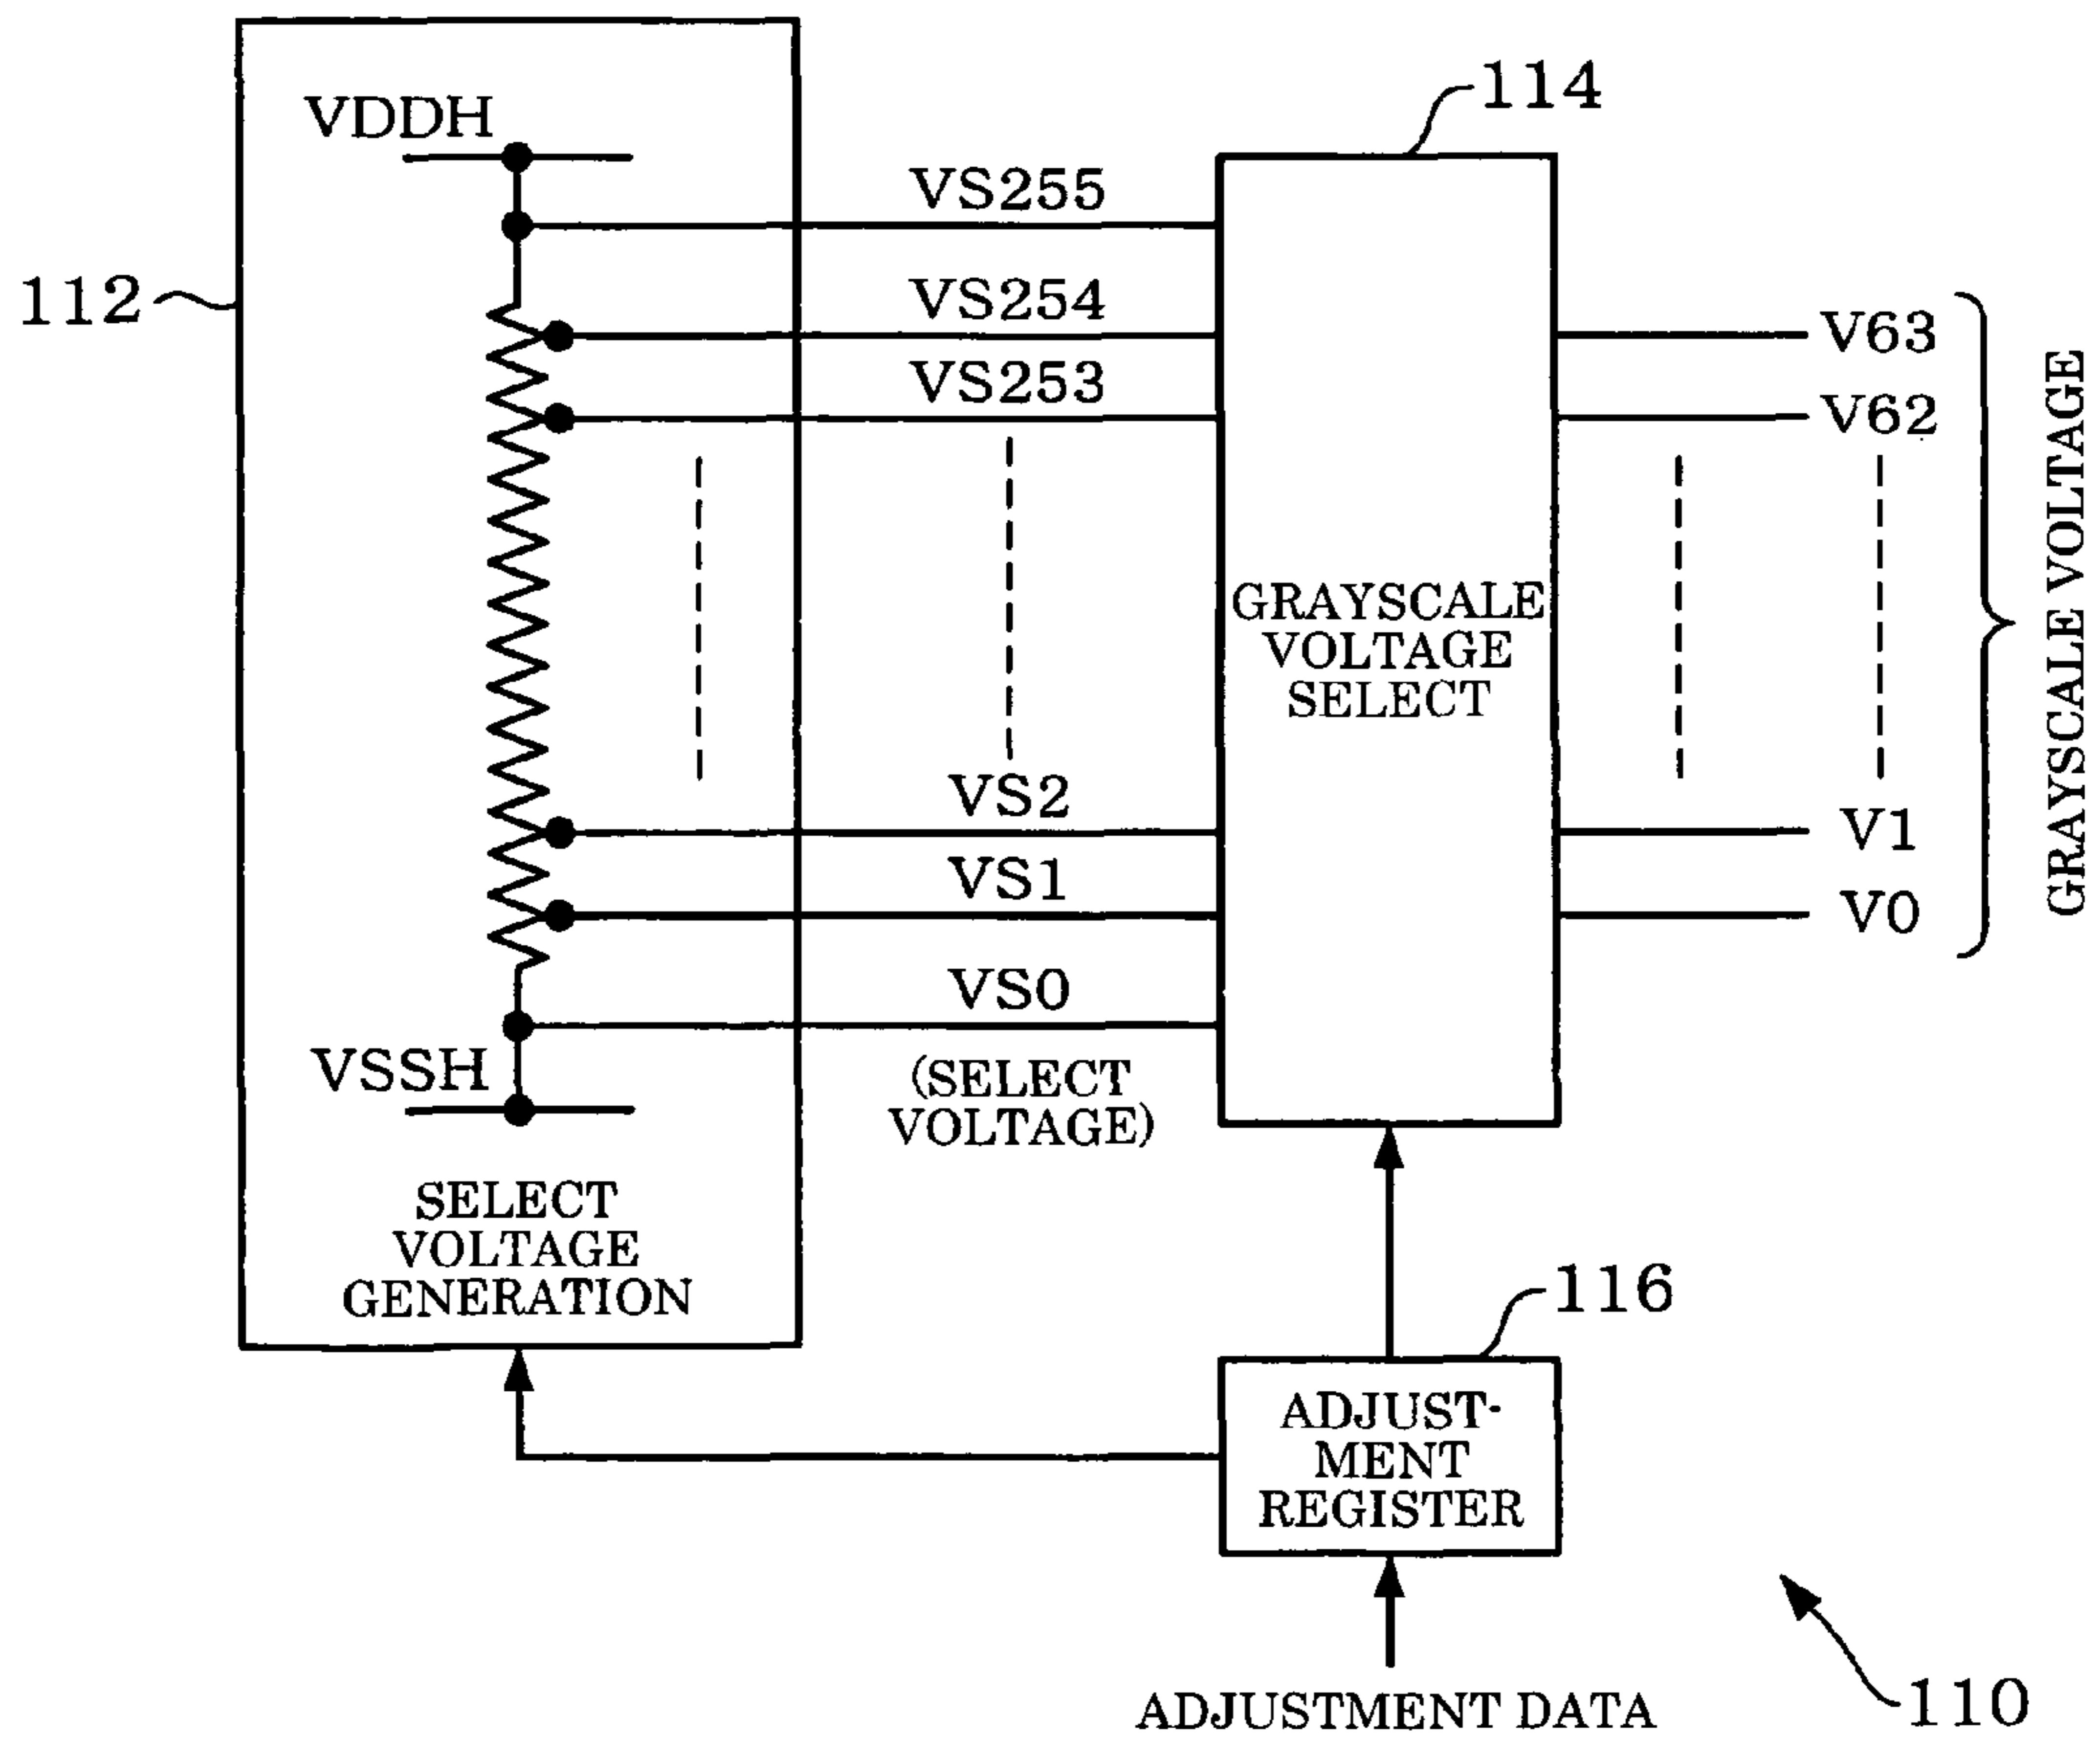 VDDH
112
VS255
VS254
VS253
VS2
VS1
VS0
(SELECT
VOLTAGE)
VSSH
SELECT
VOLTAGE
GENERATION
114
GRAYSCALE
VOLTAGE
SELECT
V63
V62
V1
V0
GRAYSCALE VOLTAGE
116
ADJUST-
MENT
REGISTER
ADJUSTMENT DATA
110